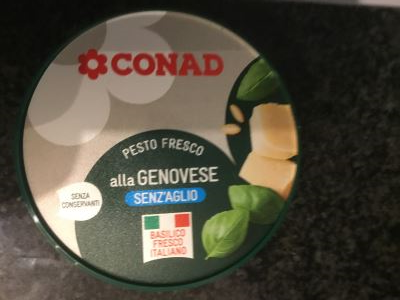 CONAD
PESTO FRESCO
alla GENOVESE
SENZ'AGLIO
SENZA
CONSERVANTI
BASILICO
FRESCO
ITALIANO